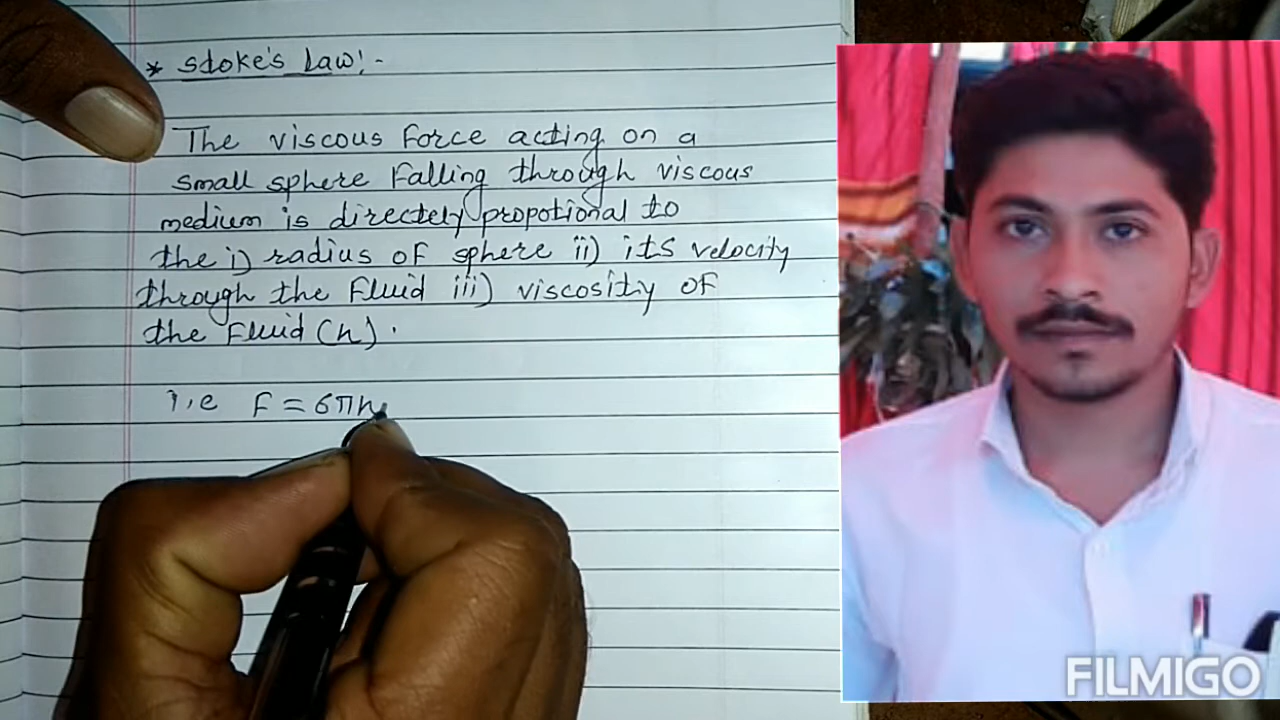 * Stoke's Law:-
The viscous force acting on a
small sphere falling through viscous
medium is directely propotional to
the i) radius of sphere ii) its velocity
through the fluid iii) viscosity of
the fluid (η).
i.e F = 6πη
FILMIGO